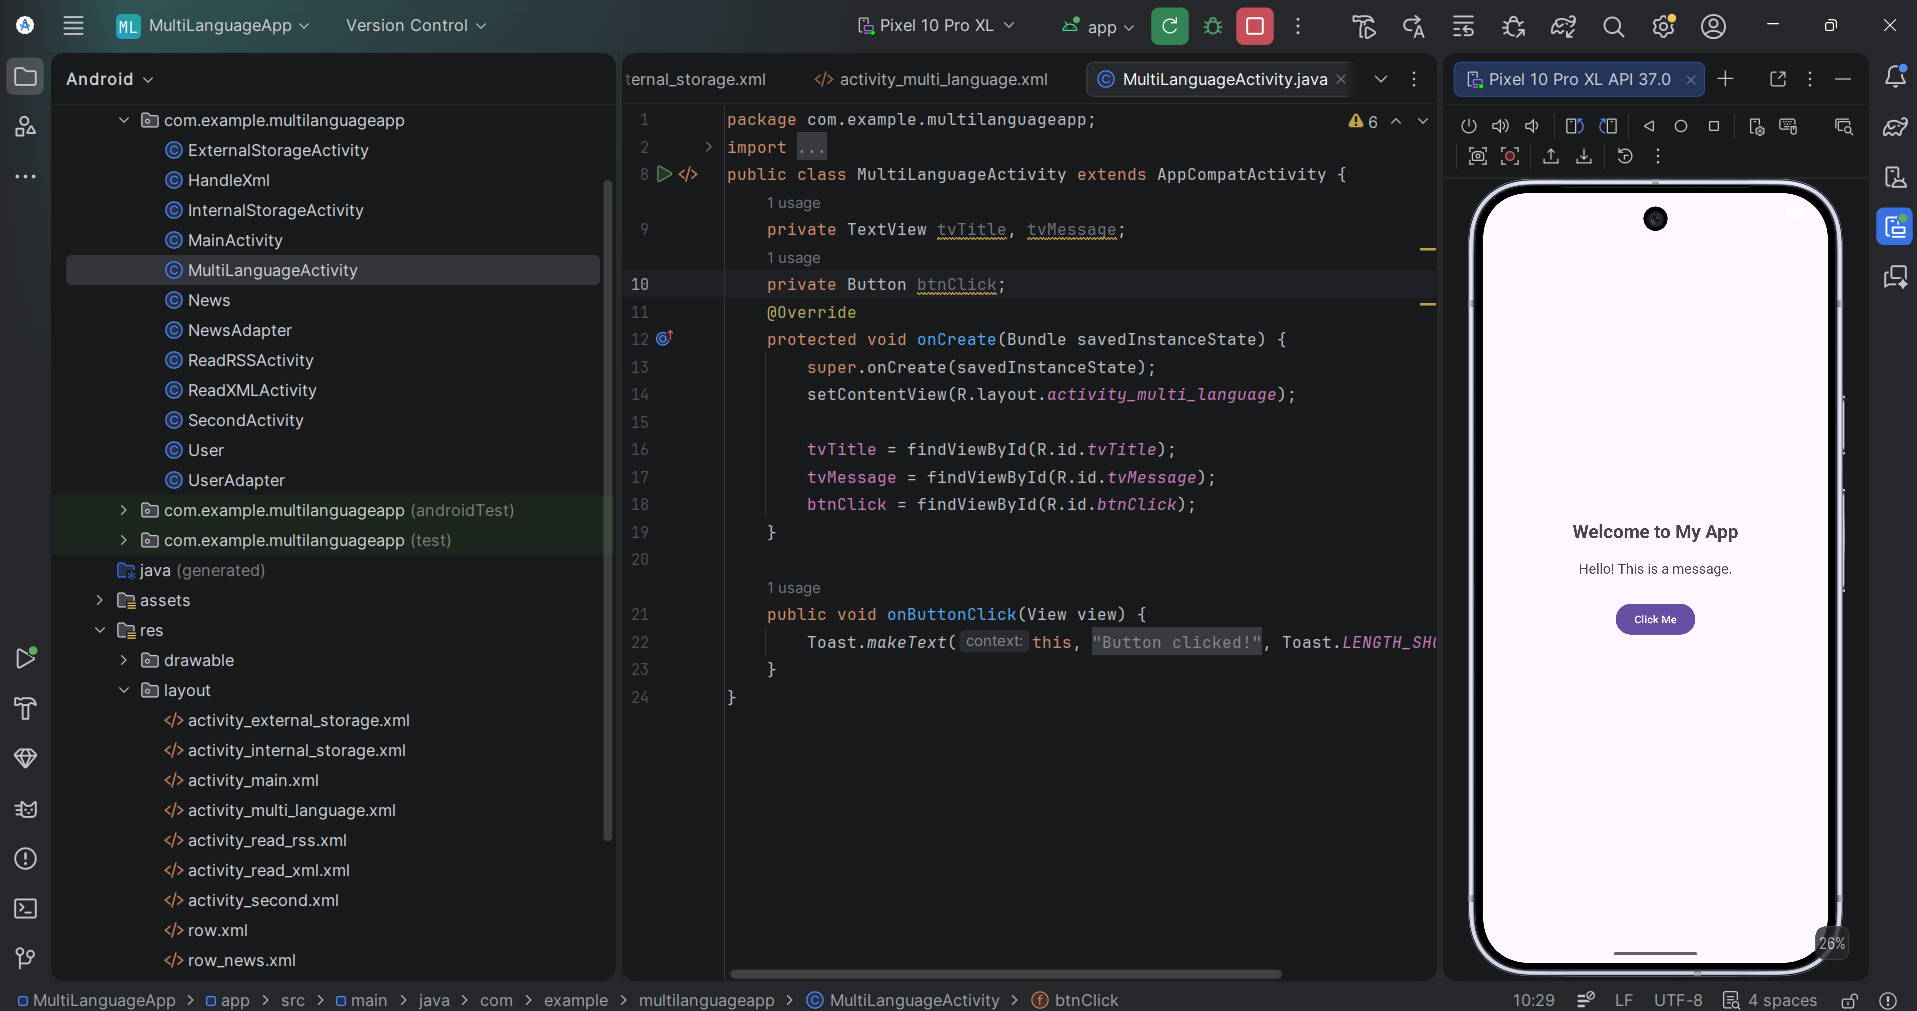 ML MultiLanguageApp Version Control Pixel 10 Pro XL app
Android
com.example.multilanguageapp
ExternalStorageActivity
HandleXml
InternalStorageActivity
MainActivity
MultiLanguageActivity
News
NewsAdapter
ReadRSSActivity
ReadXMLActivity
SecondActivity
User
UserAdapter
com.example.multilanguageapp (androidTest)
com.example.multilanguageapp (test)
java (generated)
assets
res
drawable
layout
activity_external_storage.xml
activity_internal_storage.xml
activity_main.xml
activity_multi_language.xml
activity_read_rss.xml
activity_read_xml.xml
activity_second.xml
row.xml
row_news.xml
ternal_storage.xml activity_multi_language.xml MultiLanguageActivity.java
1 package com.example.multilanguageapp; 6
2 import ...
8 public class MultiLanguageActivity extends AppCompatActivity {
1 usage
9 private TextView tvTitle, tvMessage;
1 usage
10 private Button btnClick;
11 @Override
12 protected void onCreate(Bundle savedInstanceState) {
13 super.onCreate(savedInstanceState);
14 setContentView(R.layout.activity_multi_language);
15
16 tvTitle = findViewById(R.id.tvTitle);
17 tvMessage = findViewById(R.id.tvMessage);
18 btnClick = findViewById(R.id.btnClick);
19 }
20
1 usage
21 public void onButtonClick(View view) {
22 Toast.makeText( context: this, "Button clicked!", Toast.LENGTH_SHO
23 }
24 }
Pixel 10 Pro XL API 37.0
Welcome to My App
Hello! This is a message.
Click Me
26%
MultiLanguageApp app src main java com example multilanguageapp MultiLanguageActivity btnClick 10:29 LF UTF-8 4 spaces